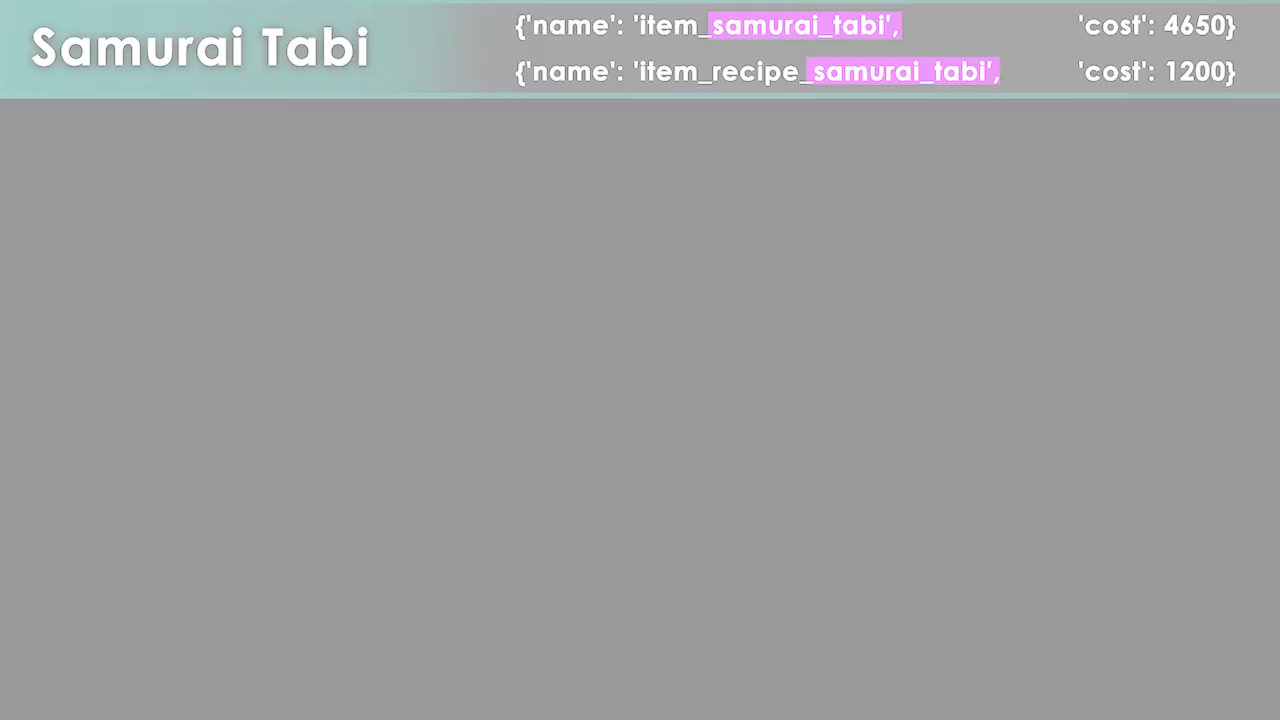 Samurai Tabi
{'name': 'item_samurai_tabi', 'cost': 4650}
{'name': 'item_recipe_samurai_tabi', 'cost': 1200}